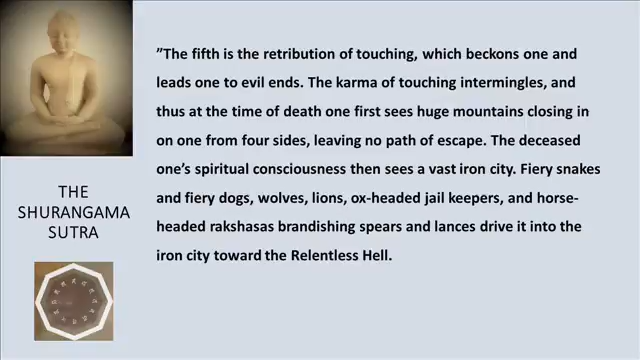 ”The fifth is the retribution of touching, which beckons one and
leads one to evil ends. The karma of touching intermingles, and
thus at the time of death one first sees huge mountains closing in
on one from four sides, leaving no path of escape. The deceased
one’s spiritual consciousness then sees a vast iron city. Fiery snakes
and fiery dogs, wolves, lions, ox-headed jail keepers, and horse-
headed rakshasas brandishing spears and lances drive it into the
iron city toward the Relentless Hell.
THE
SHURANGAMA
SUTRA